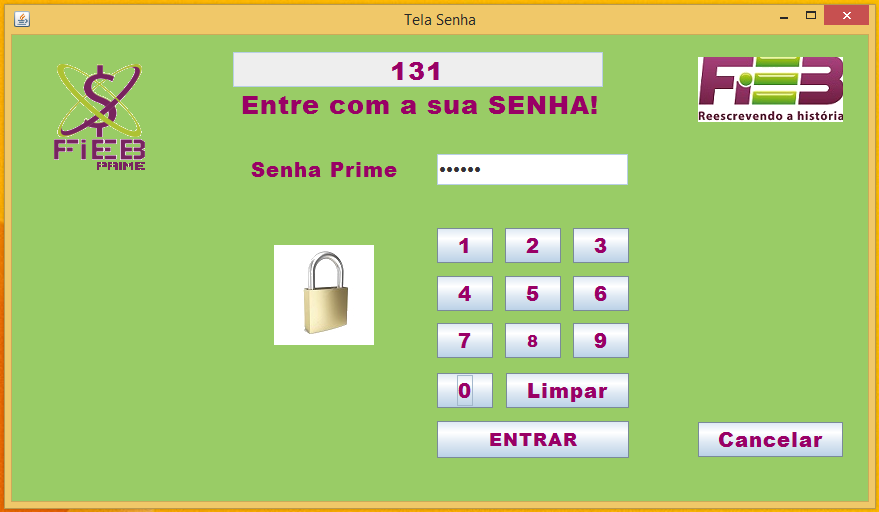 Tela Senha
131
Entre com a sua SENHA!
FiEB
PRIME
FiEB
Reescrevendo a história
Senha Prime
••••••
1 2 3
4 5 6
7 8 9
0 Limpar
ENTRAR
Cancelar